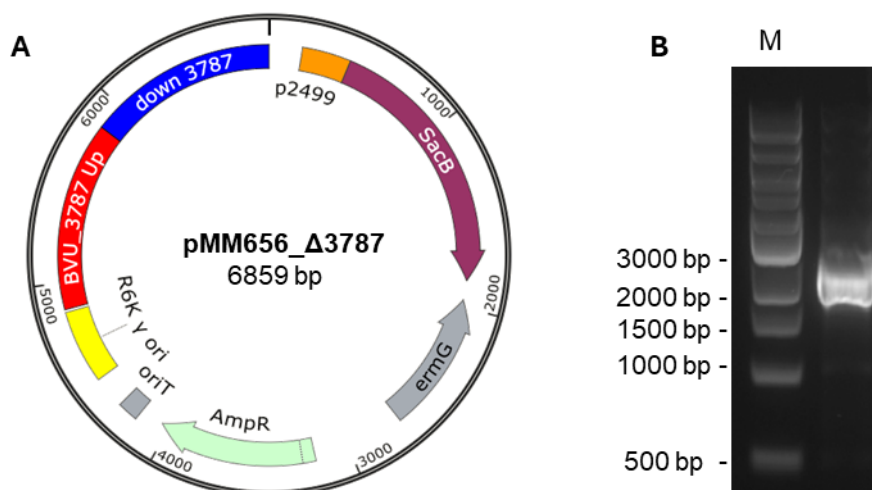 A
down 3787
p2499
SacB
1000
2000
ermG
3000
AmpR
4000
oriT
R6K γ ori
5000
BVU_3787 Up
6000
pMM656_Δ3787
6859 bp
B
M
3000 bp -
2000 bp -
1500 bp -
1000 bp -
500 bp -